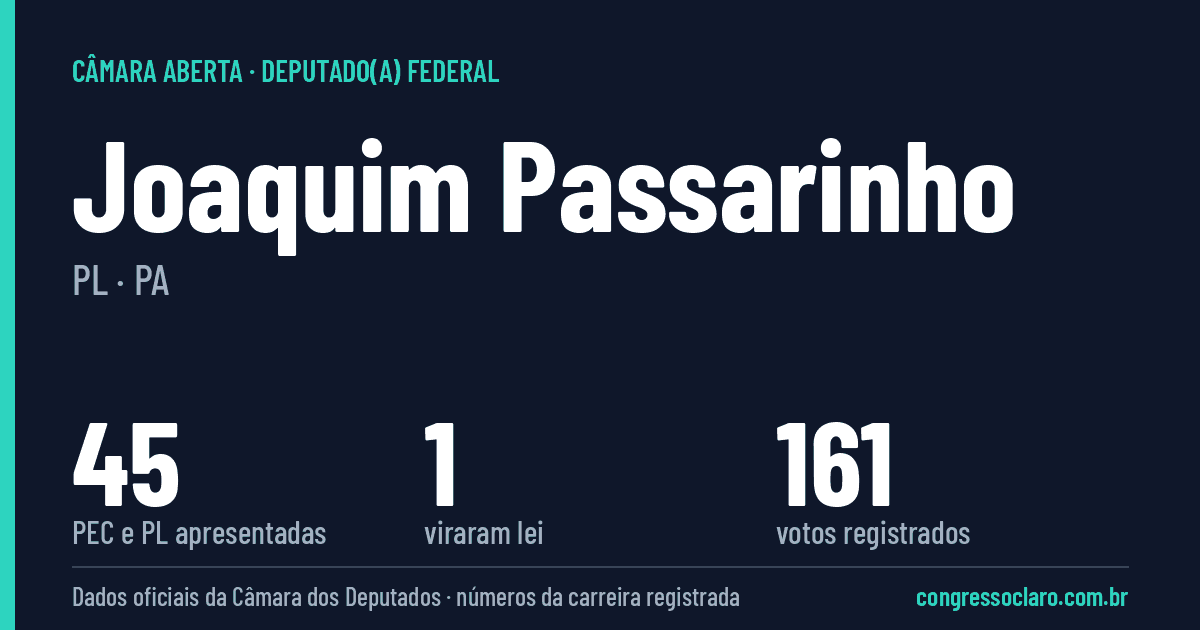 CÂMARA ABERTA · DEPUTADO(A) FEDERAL
Joaquim Passarinho
PL · PA
45
PEC e PL apresentadas
1
viraram lei
161
votos registrados
Dados oficiais da Câmara dos Deputados · números da carreira registrada
congressoclaro.com.br